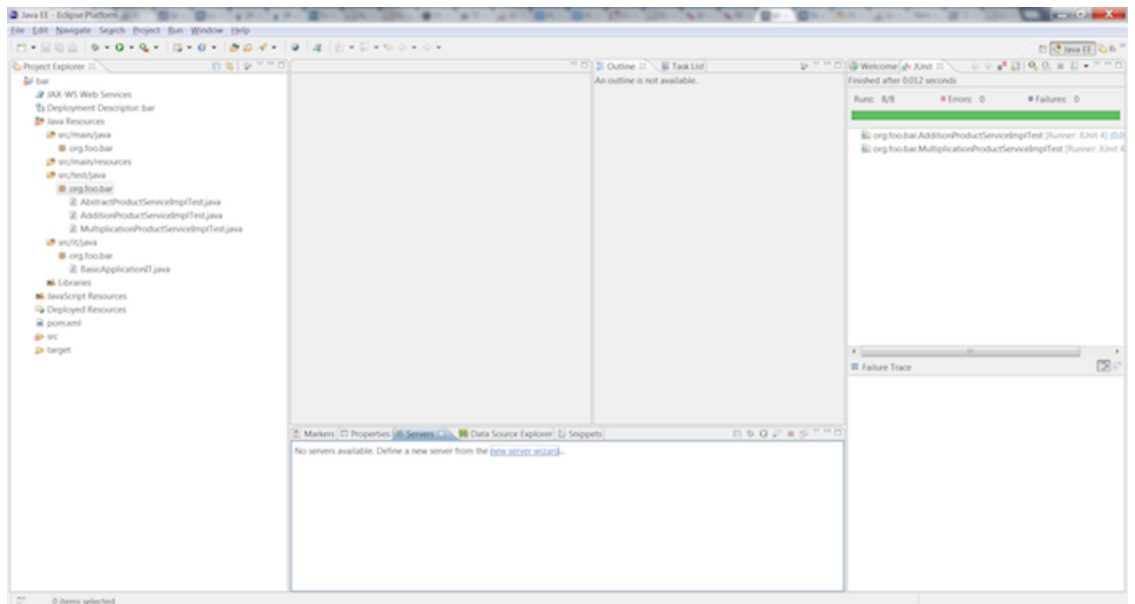 Java EE - Eclipse Platform
File Edit Navigate Search Project Run Window Help
Java EE
Project Explorer
bar
JAX-WS Web Services
Deployment Descriptor: bar
Java Resources
src/main/java
org.foo.bar
src/main/resources
src/test/java
org.foo.bar
AbstractProductServiceImplTest.java
AdditionProductServiceImplTest.java
MultiplicationProductServiceImplTest.java
src/it/java
org.foo.bar
BasicApplicationIT.java
Libraries
JavaScript Resources
Deployed Resources
pom.xml
src
target
Outline Task List
An outline is not available.
Welcome JUnit
Finished after 0.012 seconds
Runs: 8/8 Errors: 0 Failures: 0
org.foo.bar.AdditionProductServiceImplTest [Runner: JUnit 4] (0.0
org.foo.bar.MultiplicationProductServiceImplTest [Runner: JUnit 4
Failure Trace
Markers Properties Servers Data Source Explorer Snippets
No servers available. Define a new server from the new server wizard...
0 items selected